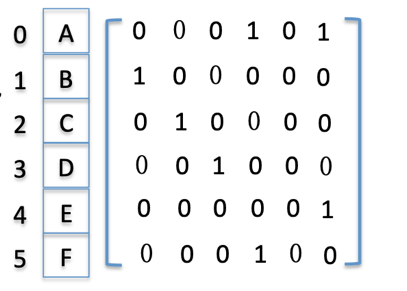 0 A 0 0 0 1 0 1
1 B 1 0 0 0 0 0
2 C 0 1 0 0 0 0
3 D 0 0 1 0 0 0
4 E 0 0 0 0 0 1
5 F 0 0 0 1 0 0